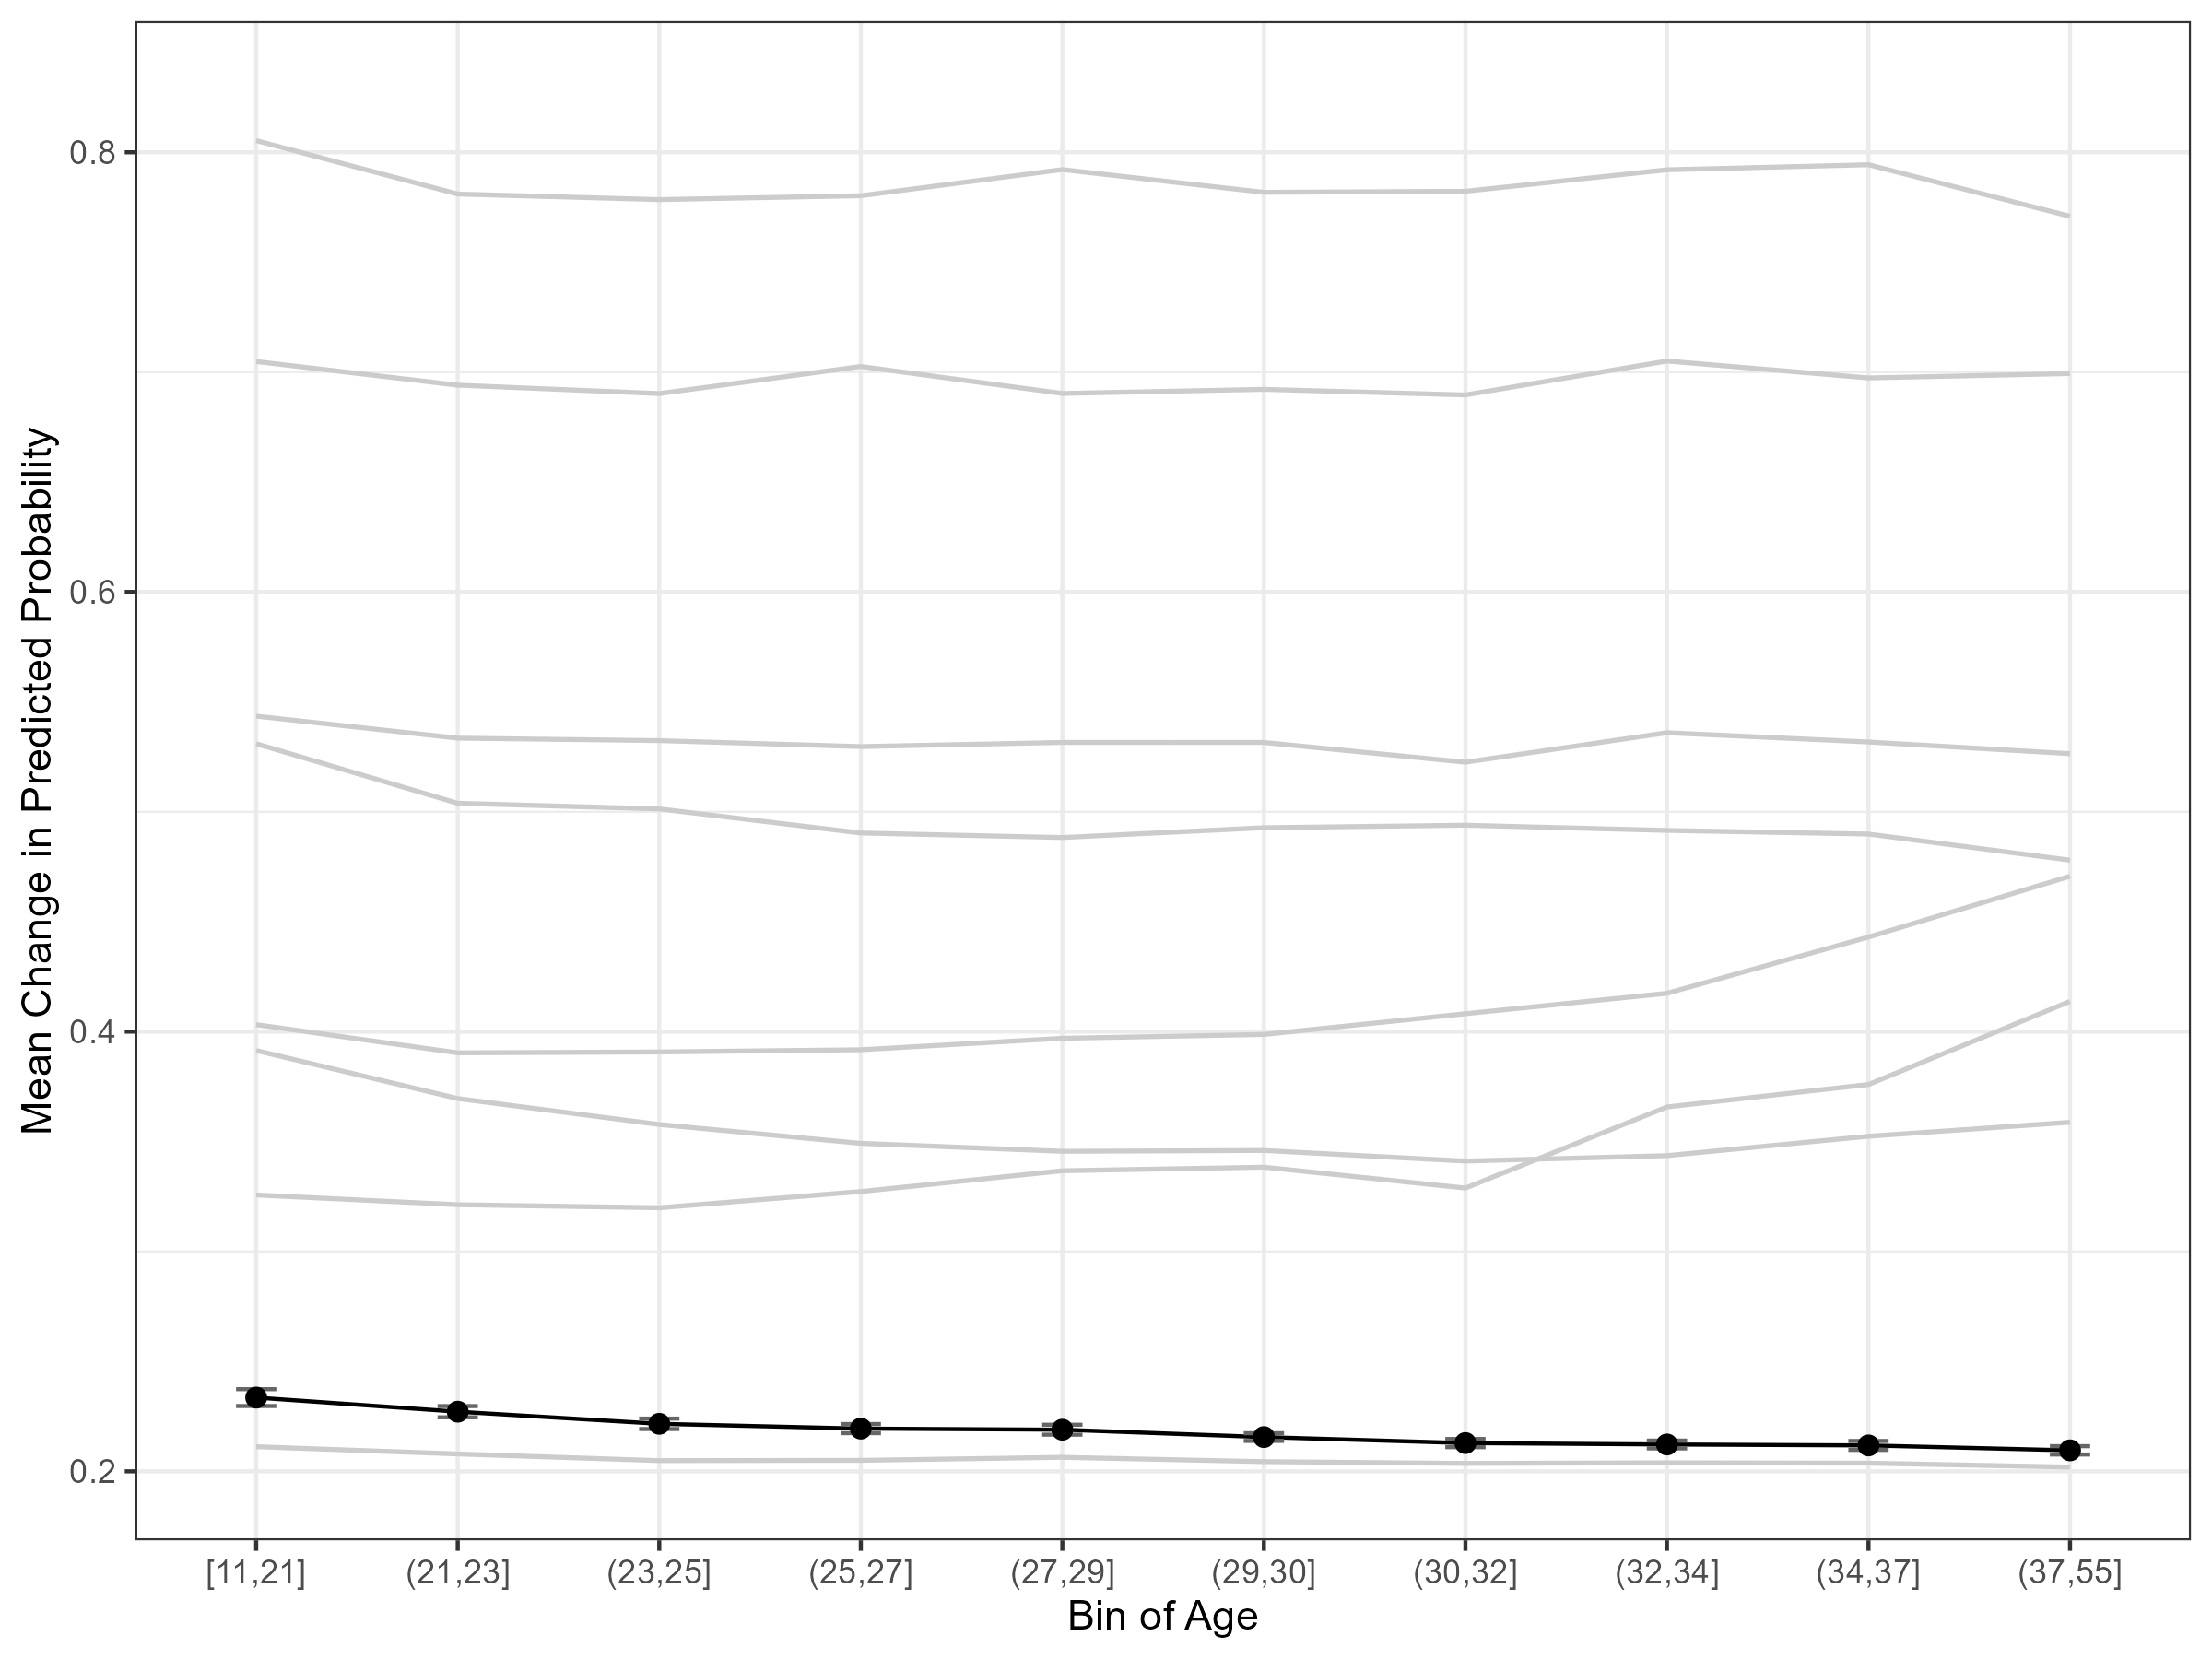 Mean Change in Predicted Probability
0.8
0.6
0.4
0.2
[11,21] (21,23] (23,25] (25,27] (27,29] (29,30] (30,32] (32,34] (34,37] (37,55]
Bin of Age